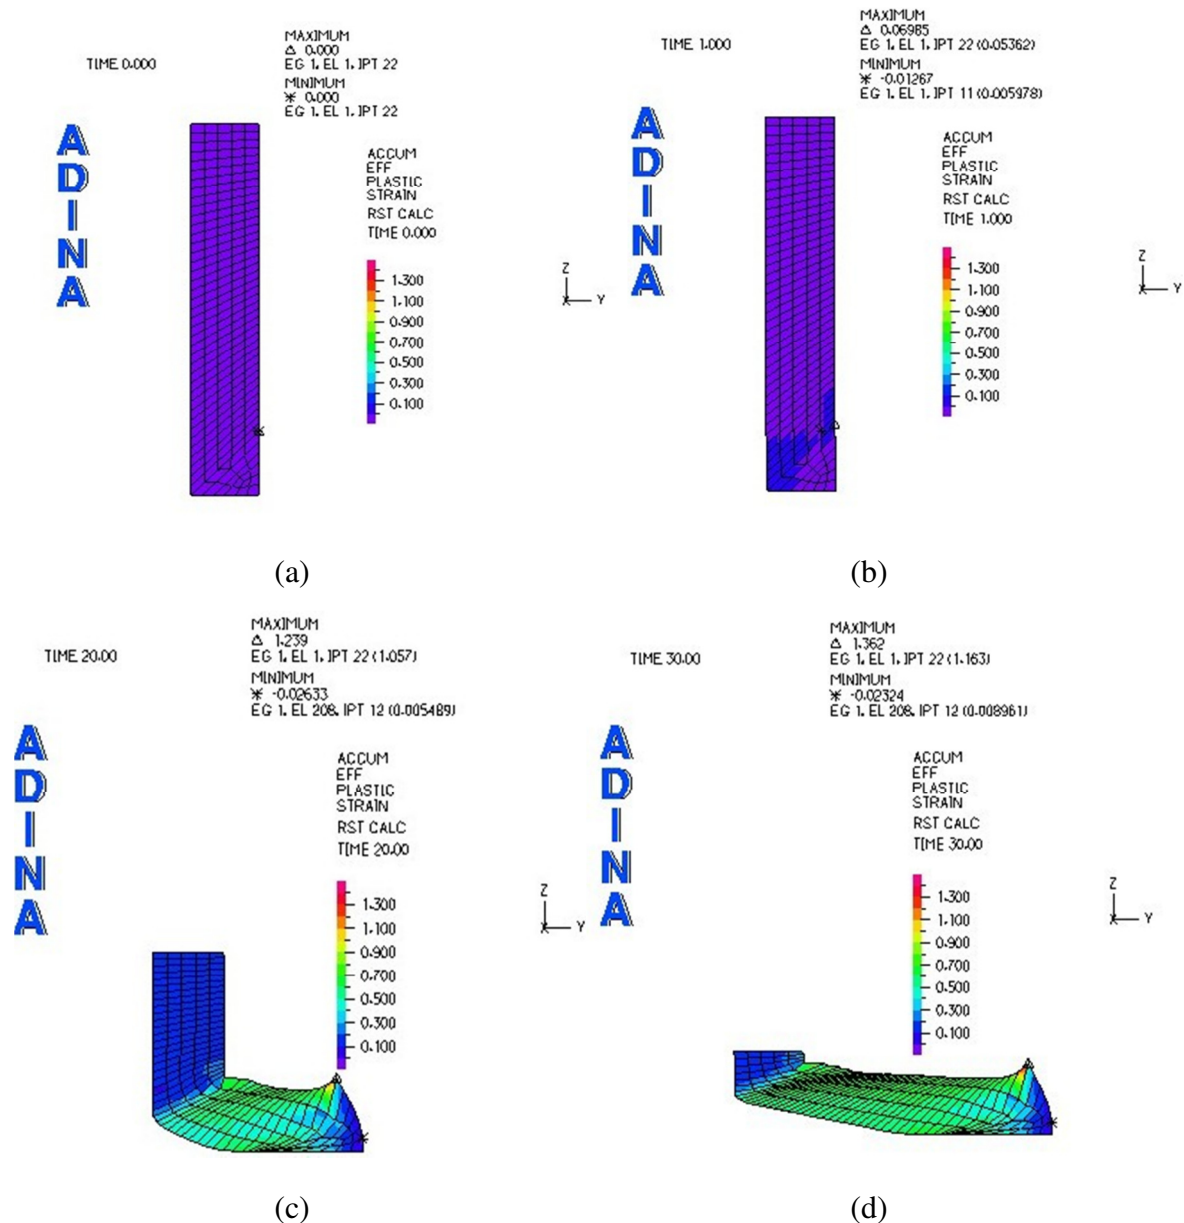 TIME 0.000
MAXIMUM
Δ 0.000
EG 1, EL 1, IPT 22
MINIMUM
* 0.000
EG 1, EL 1, IPT 22
ADINA
ACCUM
EFF
PLASTIC
STRAIN
RST CALC
TIME 0.000
1.300
1.100
0.900
0.700
0.500
0.300
0.100
Z
X Y
(a)
TIME 1.000
MAXIMUM
Δ 0.06985
EG 1, EL 1, IPT 22 (0.05362)
MINIMUM
* -0.01267
EG 1, EL 1, IPT 11 (0.005978)
ADINA
ACCUM
EFF
PLASTIC
STRAIN
RST CALC
TIME 1.000
1.300
1.100
0.900
0.700
0.500
0.300
0.100
Z
X Y
(b)
TIME 20.00
MAXIMUM
Δ 1.239
EG 1, EL 1, IPT 22 (1.057)
MINIMUM
* -0.02633
EG 1, EL 208, IPT 12 (0.005489)
ADINA
ACCUM
EFF
PLASTIC
STRAIN
RST CALC
TIME 20.00
1.300
1.100
0.900
0.700
0.500
0.300
0.100
Z
X Y
(c)
TIME 30.00
MAXIMUM
Δ 1.362
EG 1, EL 1, IPT 22 (1.163)
MINIMUM
* -0.02324
EG 1, EL 208, IPT 12 (0.008961)
ADINA
ACCUM
EFF
PLASTIC
STRAIN
RST CALC
TIME 30.00
1.300
1.100
0.900
0.700
0.500
0.300
0.100
Z
X Y
(d)